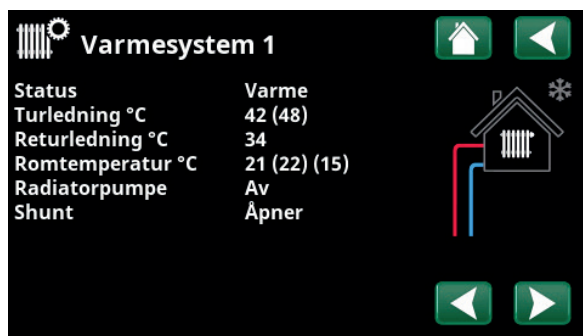 Varmesystem 1
Status Varme
Turledning °C 42 (48)
Returledning °C 34
Romtemperatur °C 21 (22) (15)
Radiatorpumpe Av
Shunt Åpner